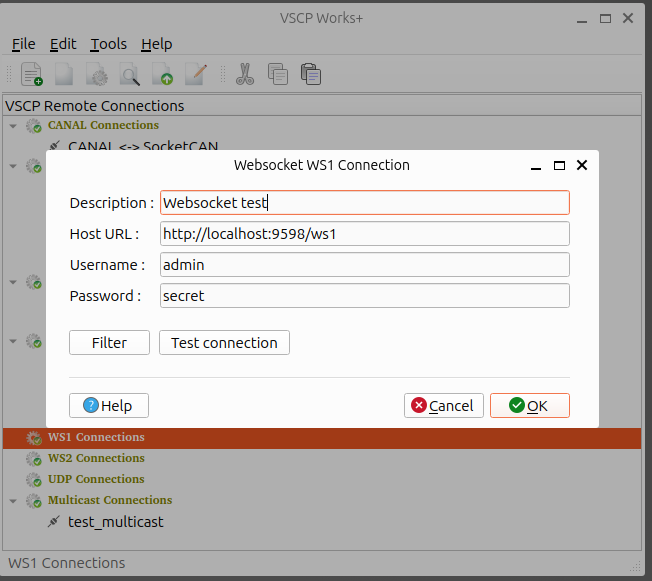 VSCP Works+
File Edit Tools Help
VSCP Remote Connections
CANAL Connections
CANAL <-> SocketCAN
Websocket WS1 Connection
Description : Websocket test
Host URL : http://localhost:9598/ws1
Username : admin
Password : secret
Filter Test connection
Help Cancel OK
WS1 Connections
WS2 Connections
UDP Connections
Multicast Connections
test_multicast
WS1 Connections